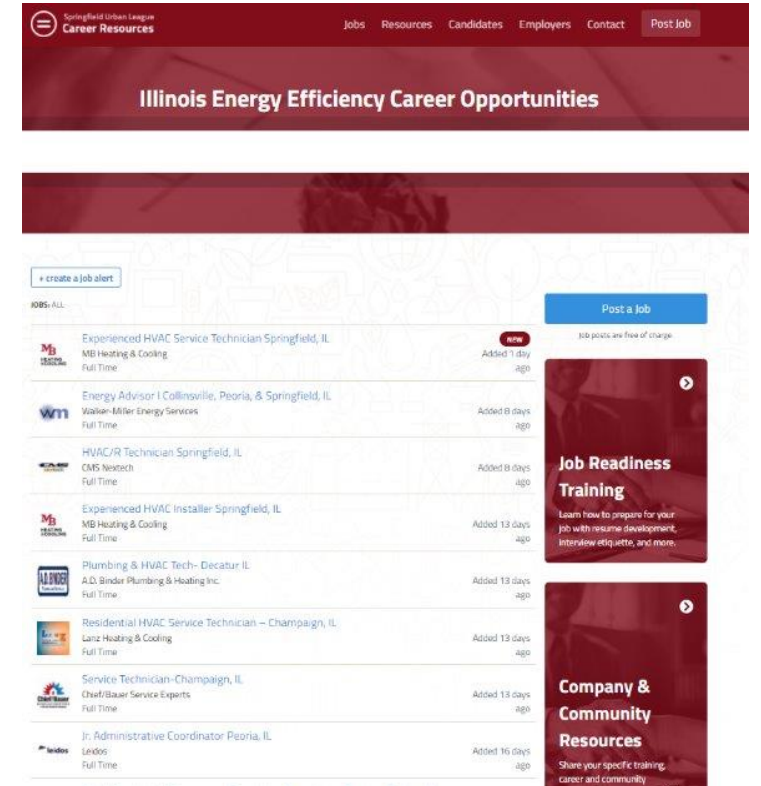 Springfield Urban League
Career Resources
Jobs Resources Candidates Employers Contact Post Job
Illinois Energy Efficiency Career Opportunities
+ create a job alert
JOBS: ALL
Post a Job
Job posts are free of charge.
MB
Experienced HVAC Service Technician Springfield, IL
MB Heating & Cooling
Full Time
NEW
Added 1 day
ago
wm
Energy Advisor I Collinsville, Peoria, & Springfield, IL
Walker-Miller Energy Services
Full Time
Added 8 days
ago
CMS
HVAC/R Technician Springfield, IL
CMS Nextech
Full Time
Added 8 days
ago
Job Readiness
Training
Learn how to prepare for your
job with resume development,
interview etiquette, and more.
MB
Experienced HVAC Installer Springfield, IL
MB Heating & Cooling
Full Time
Added 13 days
ago
A.D. BINDER
Plumbing & HVAC Tech- Decatur IL
A.D. Binder Plumbing & Heating Inc.
Full Time
Added 13 days
ago
Residential HVAC Service Technician – Champaign, IL
Lanz Heating & Cooling
Full Time
Added 13 days
ago
Chief/Bauer
Service Technician-Champaign, IL
Chief/Bauer Service Experts
Full Time
Added 13 days
ago
leidos
Jr. Administrative Coordinator Peoria, IL
Leidos
Full Time
Added 16 days
ago
Company &
Community
Resources
Share your specific training,
career and community